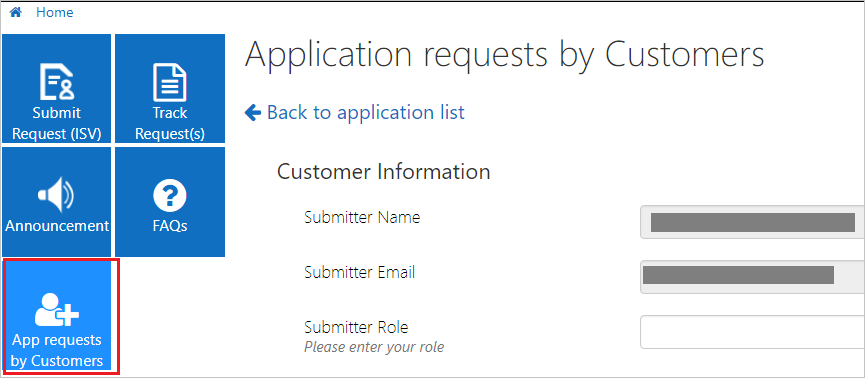 Home
Application requests by Customers
Submit
Request (ISV)
Track
Request(s)
Back to application list
Announcement
FAQs
App requests
by Customers
Customer Information
Submitter Name
Submitter Email
Submitter Role
Please enter your role